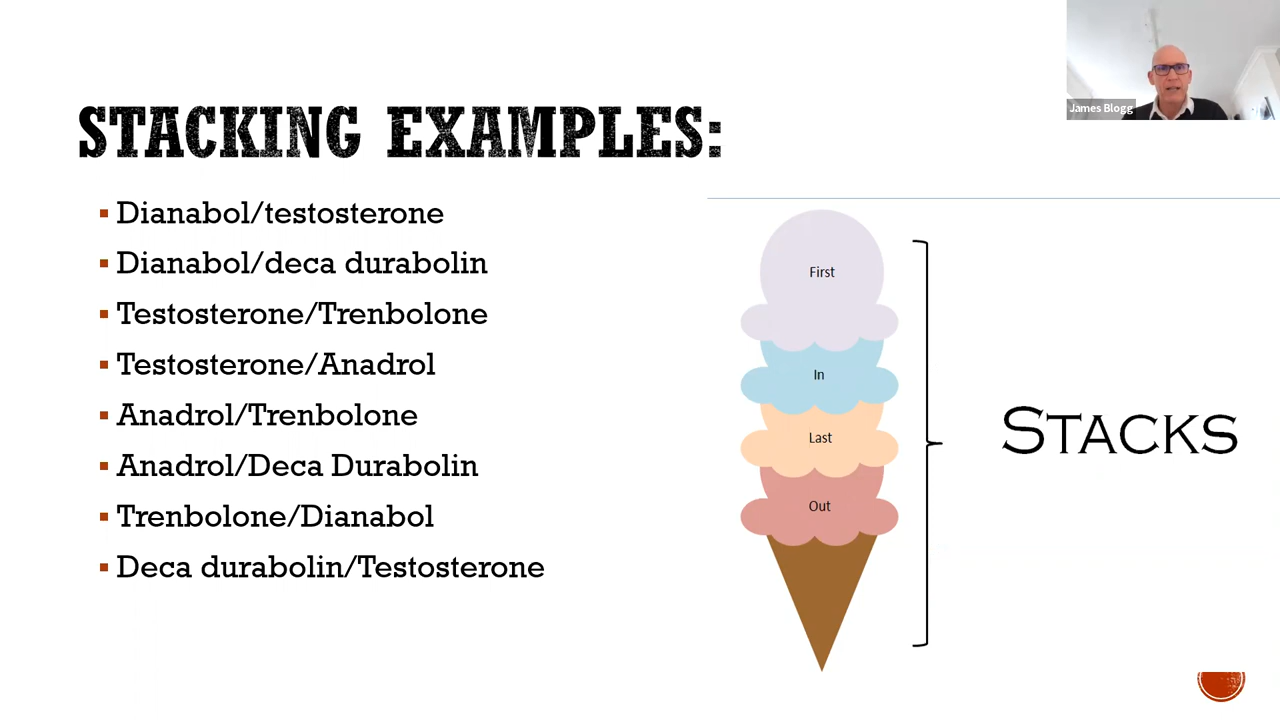 James Blogg
STACKING EXAMPLES:
Dianabol/testosterone
Dianabol/deca durabolin
Testosterone/Trenbolone
Testosterone/Anadrol
Anadrol/Trenbolone
Anadrol/Deca Durabolin
Trenbolone/Dianabol
Deca durabolin/Testosterone
First
In
Last
Out
STACKS